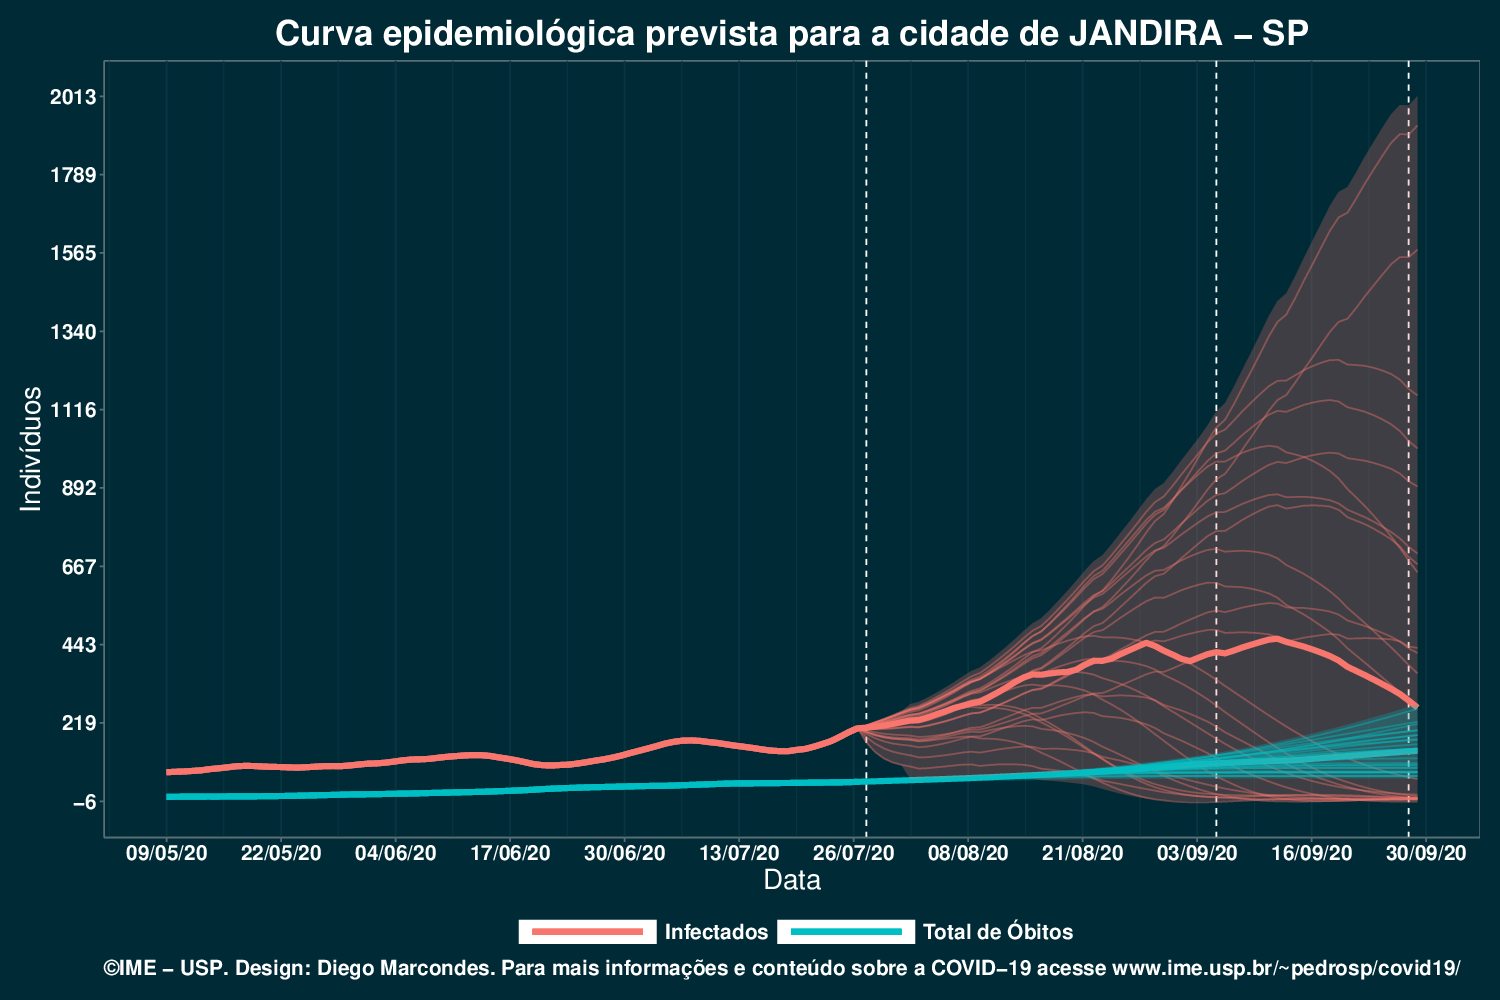 Curva epidemiológica prevista para a cidade de JANDIRA − SP
Indivíduos
2013
1789
1565
1340
1116
892
667
443
219
−6
09/05/20 22/05/20 04/06/20 17/06/20 30/06/20 13/07/20 26/07/20 08/08/20 21/08/20 03/09/20 16/09/20 30/09/20
Data
Infectados Total de Óbitos
©IME − USP. Design: Diego Marcondes. Para mais informações e conteúdo sobre a COVID−19 acesse www.ime.usp.br/~pedrosp/covid19/